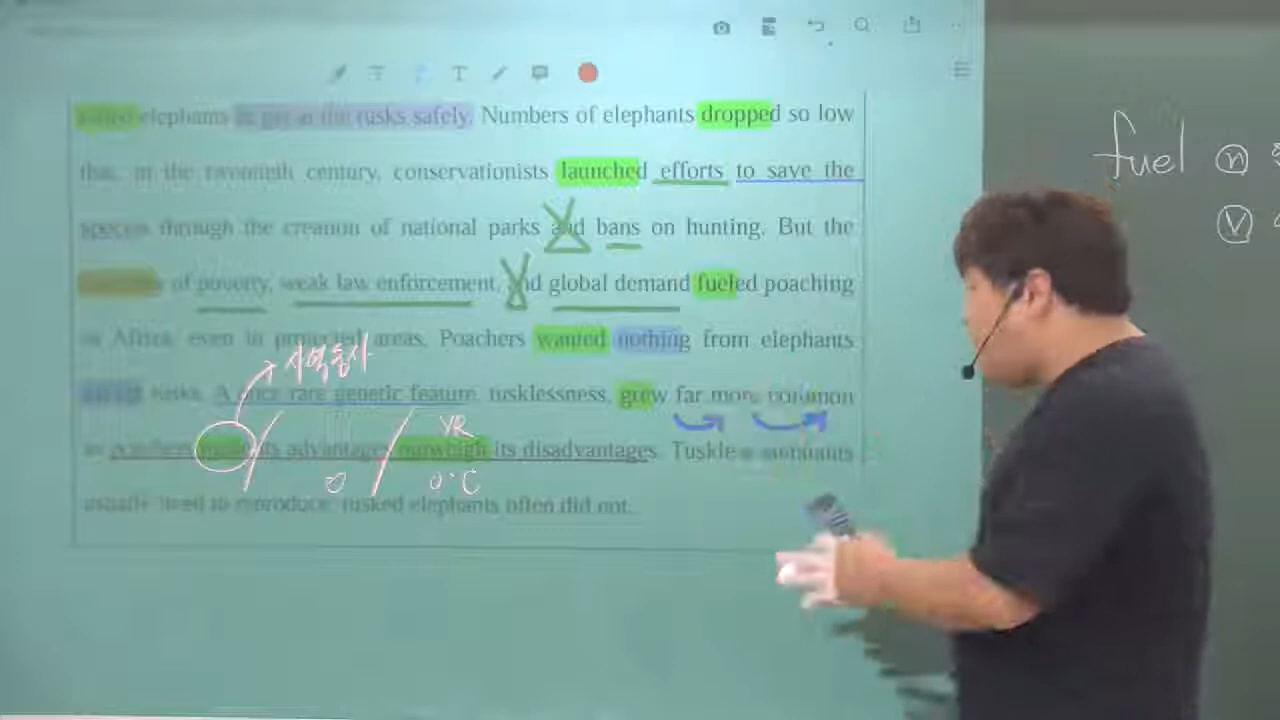 killed elephants to get at the tusks safely. Numbers of elephants dropped so low
that, in the twentieth century, conservationists launched efforts to save the
species through the creation of national parks and bans on hunting. But the
of poverty, weak law enforcement, and global demand fueled poaching
in Africa, even in protected areas. Poachers wanted nothing from elephants
tusks. A once rare genetic feature, tusklessness, grew far more common
as poachers its advantages outweigh its disadvantages. Tuskless
usually lived to reproduce; tusked elephants often did not.
사역동사
VR
O
O·C
fuel n
v